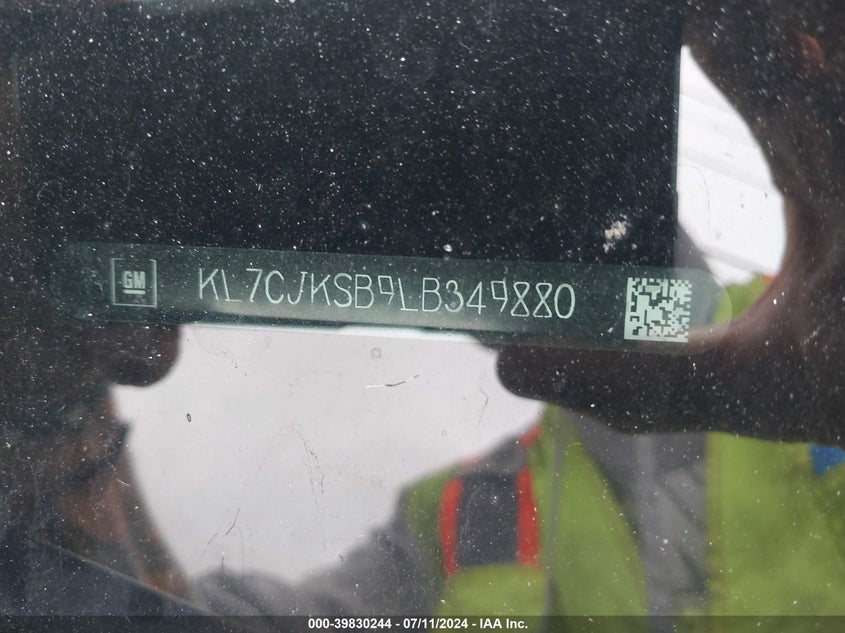 GM KL7CJKSB9LB349880
000-39830244 - 07/11/2024 - IAA Inc.